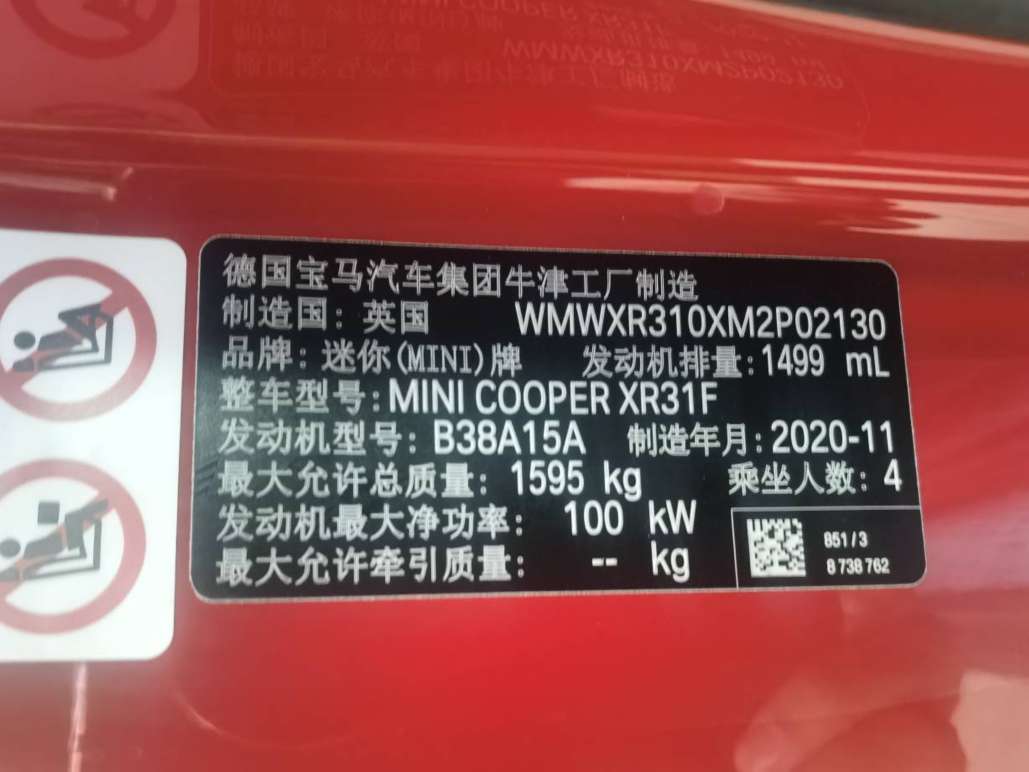 德国宝马汽车集团牛津工厂制造
制造国：英国 WMWXR310XM2P02130
品牌：迷你(MINI)牌 发动机排量：1499 mL
整车型号：MINI COOPER XR31F
发动机型号：B38A15A 制造年月：2020-11
最大允许总质量：1595 kg 乘坐人数：4
发动机最大净功率：100 kW
最大允许牵引质量：-- kg
851/3
8 738 762